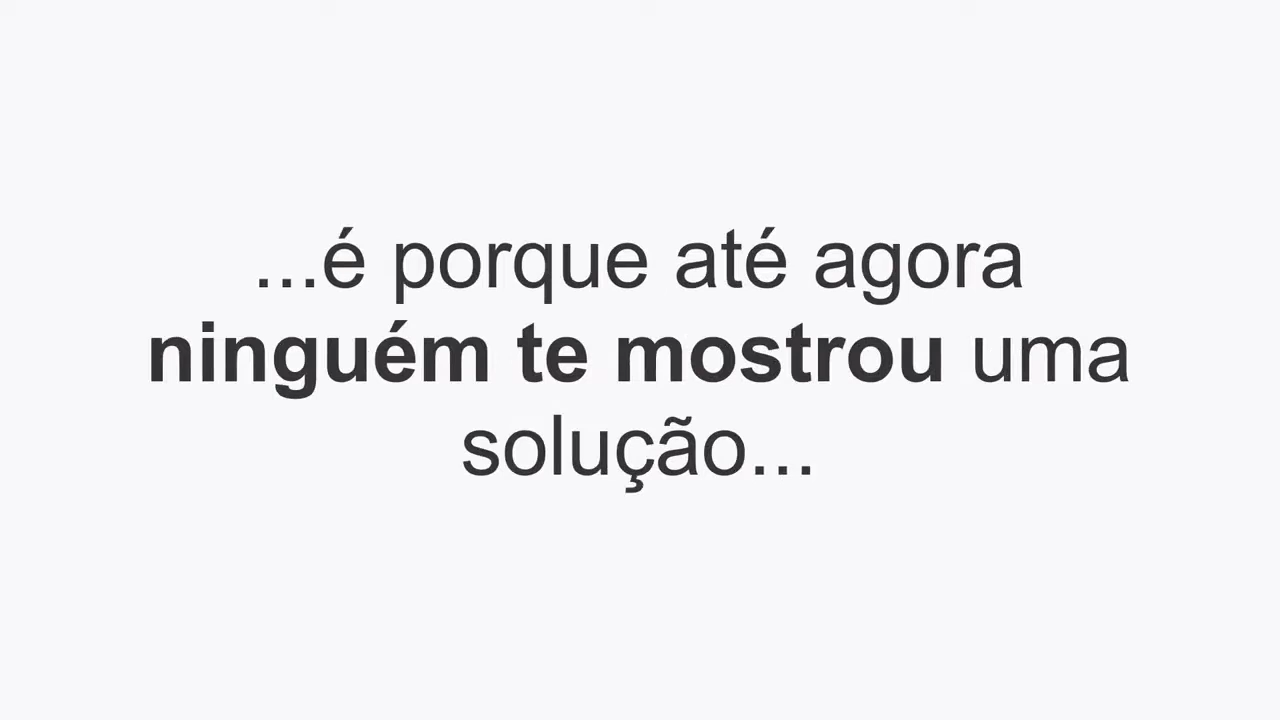 ...é porque até agora
ninguém te mostrou uma
solução...